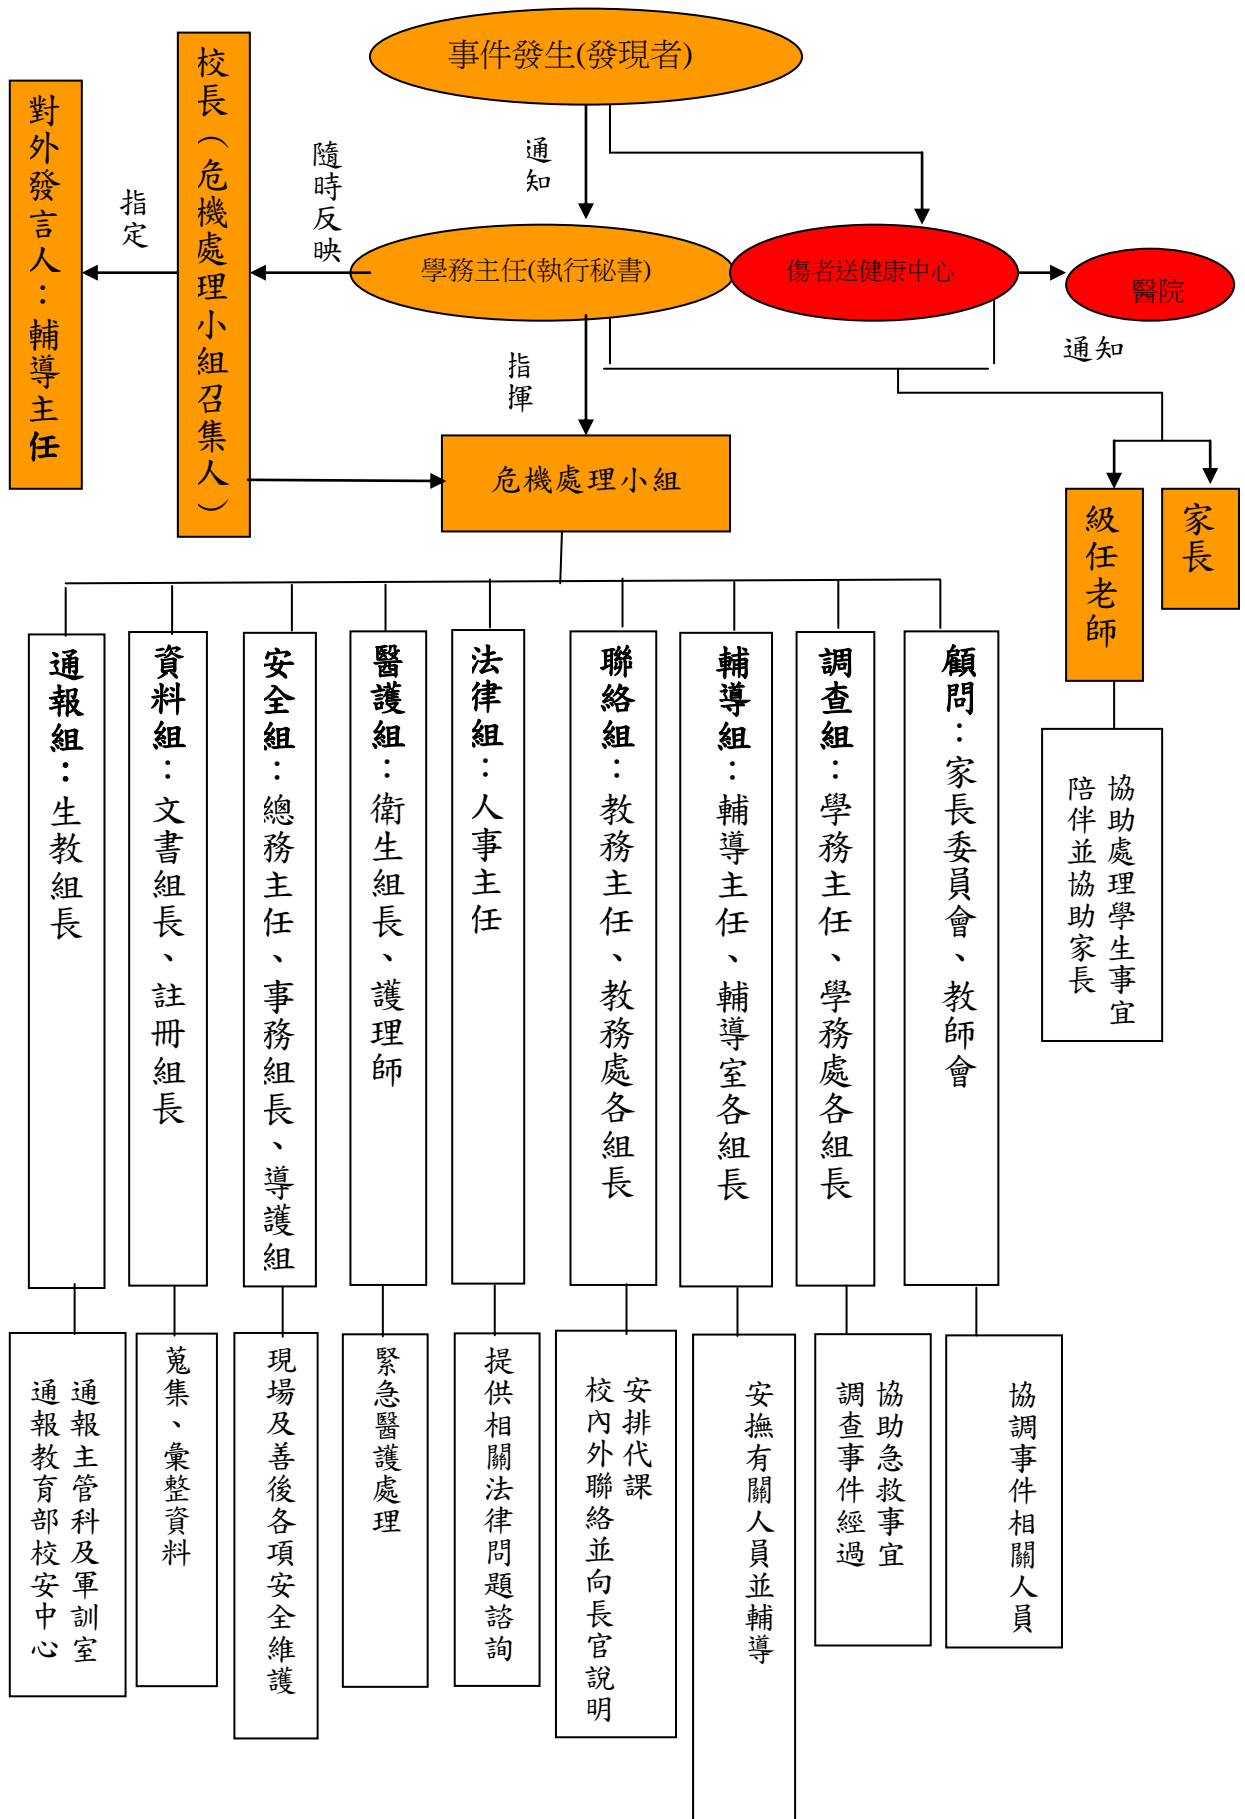 事件發生(發現者)
校長（危機處理小組召集人）
對外發言人：輔導主任
指定
隨時反映
通知
學務主任(執行秘書)
傷者送健康中心
醫院
通知
指揮
危機處理小組
級任老師
家長
協助處理學生事宜
陪伴並協助家長
通報組：生教組長
資料組：文書組長、註冊組長
安全組：總務主任、事務組長、導護組
醫護組：衛生組長、護理師
法律組：人事主任
聯絡組：教務主任、教務處各組長
輔導組：輔導主任、輔導室各組長
調查組：學務主任、學務處各組長
顧問：家長委員會、教師會
通報主管科及軍訓室
通報教育部校安中心
蒐集、彙整資料
現場及善後各項安全維護
緊急醫護處理
提供相關法律問題諮詢
安排代課
校內外聯絡並向長官說明
安撫有關人員並輔導
協助急救事宜
調查事件經過
協調事件相關人員